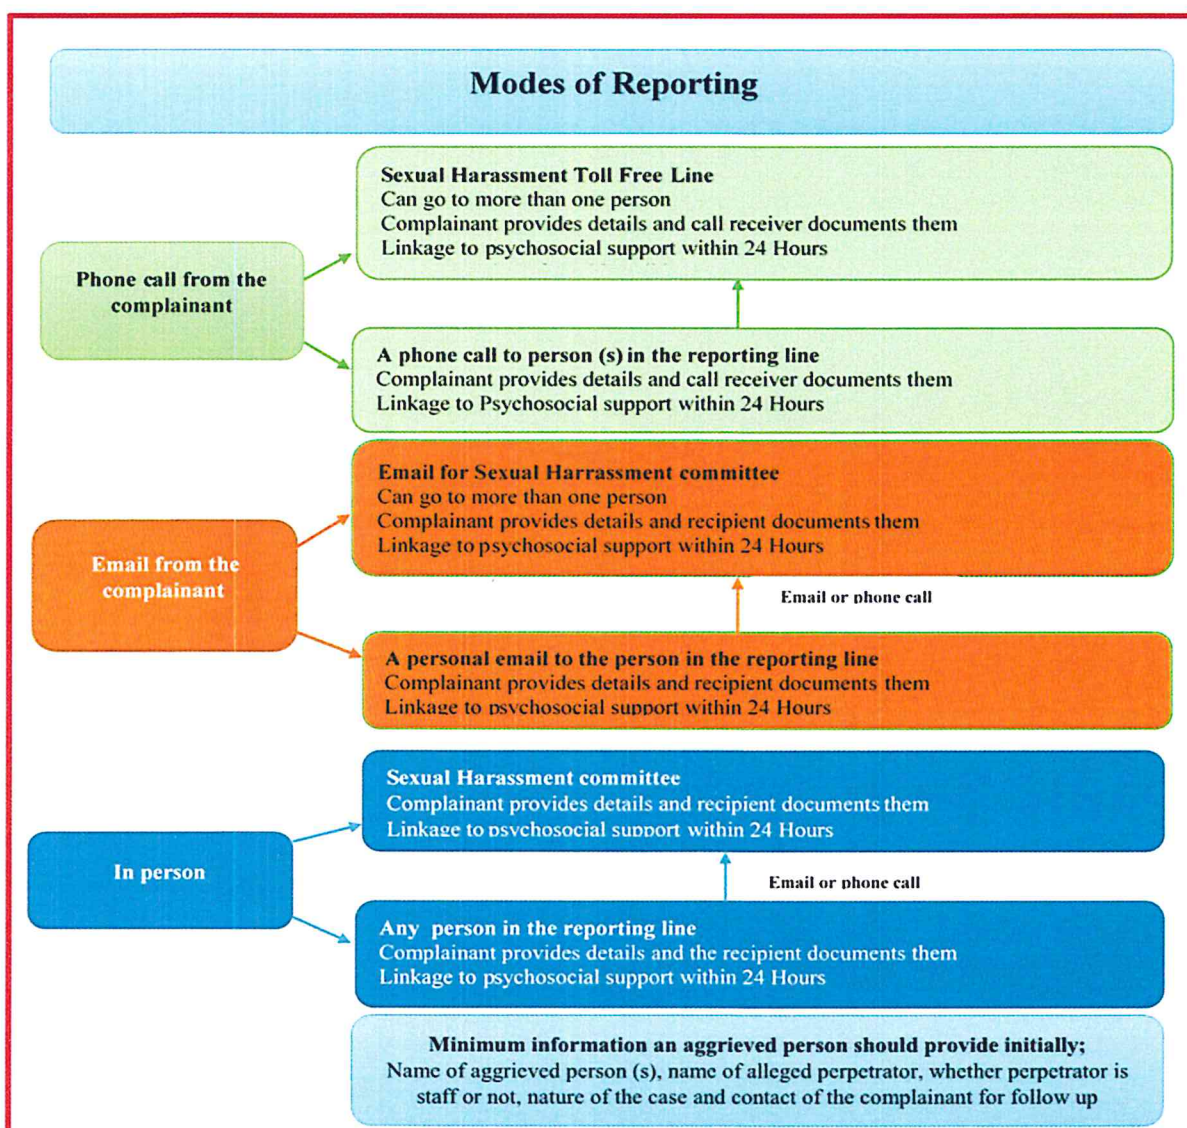 Modes of Reporting
Sexual Harassment Toll Free Line
Can go to more than one person
Complainant provides details and call receiver documents them
Linkage to psychosocial support within 24 Hours
Phone call from the
complainant
A phone call to person (s) in the reporting line
Complainant provides details and call receiver documents them
Linkage to Psychosocial support within 24 Hours
Email for Sexual Harrassment committee
Can go to more than one person
Complainant provides details and recipient documents them
Linkage to psychosocial support within 24 Hours
Email from the
complainant
Email or phone call
A personal email to the person in the reporting line
Complainant provides details and recipient documents them
Linkage to psychosocial support within 24 Hours
Sexual Harassment committee
Complainant provides details and recipient documents them
Linkage to psychosocial support within 24 Hours
In person
Email or phone call
Any person in the reporting line
Complainant provides details and the recipient documents them
Linkage to psychosocial support within 24 Hours
Minimum information an aggrieved person should provide initially;
Name of aggrieved person (s), name of alleged perpetrator, whether perpetrator is
staff or not, nature of the case and contact of the complainant for follow up